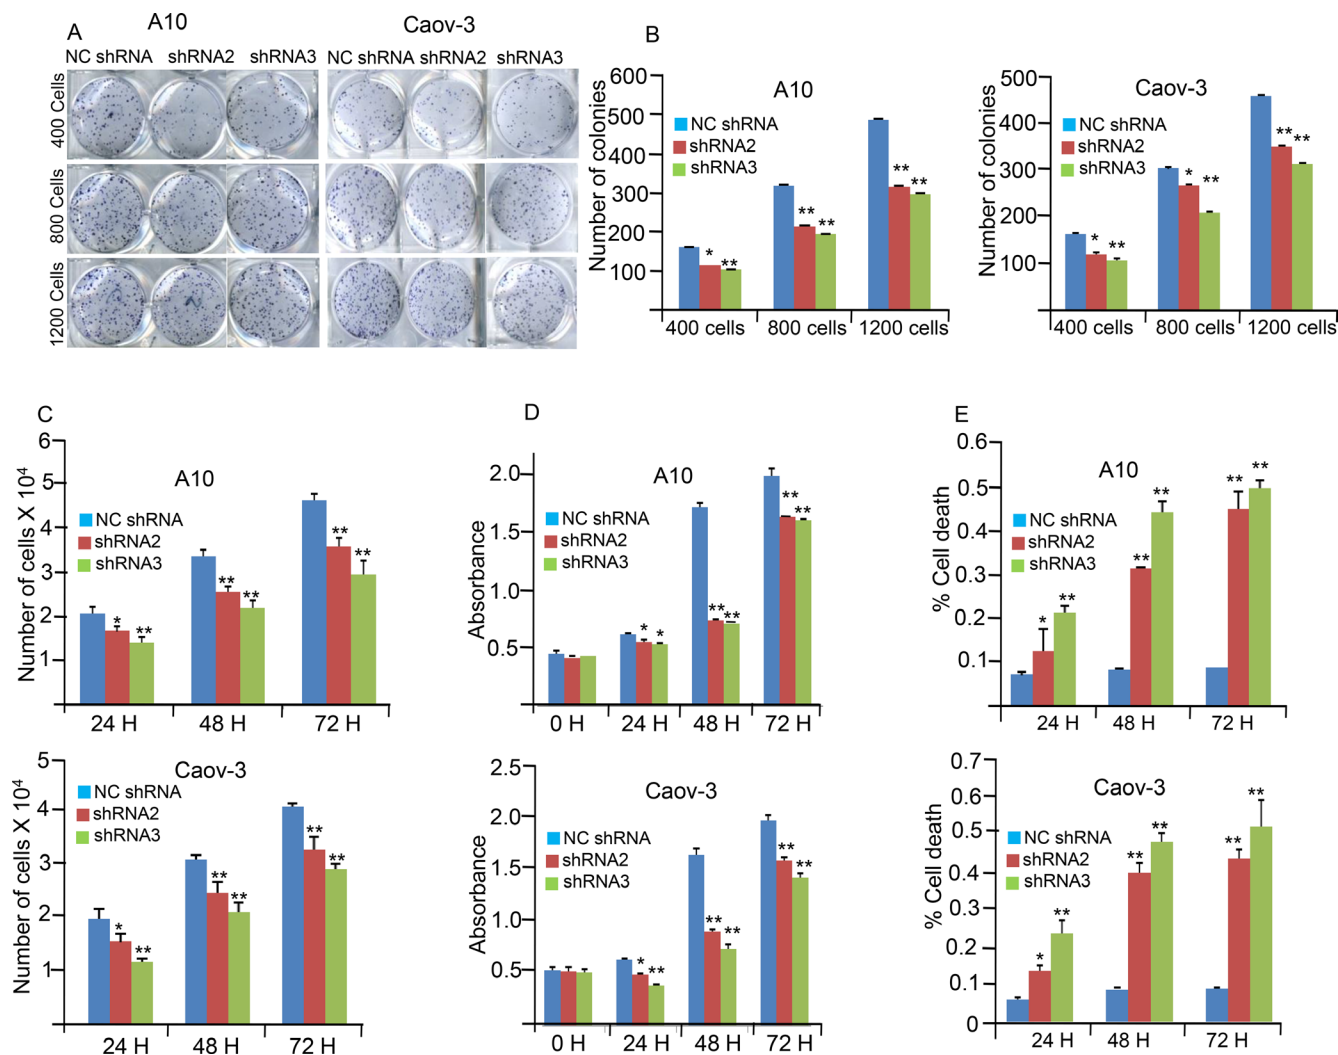 A
A10
Caov-3
NC shRNA shRNA2 shRNA3
NC shRNA shRNA2 shRNA3
400 Cells
800 Cells
1200 Cells
B
Number of colonies
600
500
400
300
200
100
A10
NC shRNA
shRNA2
shRNA3
* **
** **
** **
400 cells 800 cells 1200 cells
Number of colonies
500
400
300
200
100
Caov-3
NC shRNA
shRNA2
shRNA3
* **
* **
** **
400 cells 800 cells 1200 cells
C
Number of cells X 10⁴
6
5
4
3
2
1
A10
NC shRNA
shRNA2
shRNA3
* **
** **
** **
24 H 48 H 72 H
Number of cells X 10⁴
5
4
3
2
1
Caov-3
NC shRNA
shRNA2
shRNA3
* **
** **
** **
24 H 48 H 72 H
D
Absorbance
2.0
1.5
1.0
0.5
A10
NC shRNA
shRNA2
shRNA3
* *
** **
** **
0 H 24 H 48 H 72 H
Absorbance
2.5
2.0
1.5
1.0
0.5
Caov-3
NC shRNA
shRNA2
shRNA3
* **
** **
** **
0 H 24 H 48 H 72 H
E
% Cell death
0.6
0.5
0.4
0.3
0.2
0.1
A10
NC shRNA
shRNA2
shRNA3
* **
** **
** **
24 H 48 H 72 H
% Cell death
0.7
0.6
0.5
0.4
0.3
0.2
0.1
0
Caov-3
NC shRNA
shRNA2
shRNA3
* **
** **
** **
24 H 48 H 72 H